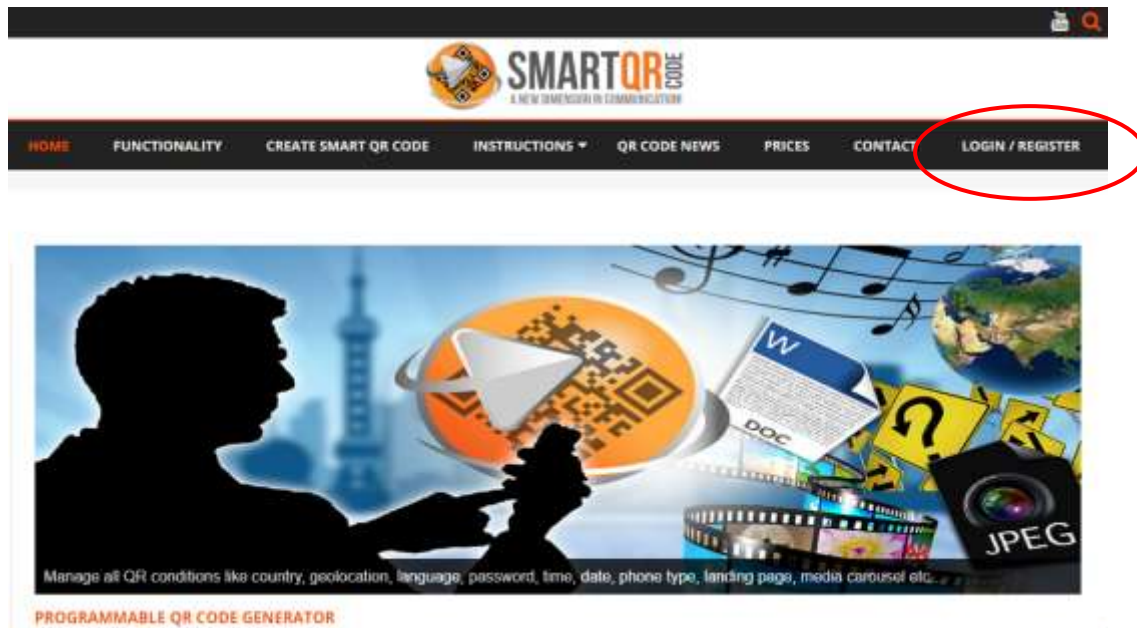 SMARTQR CODE
A NEW DIMENSION IN COMMUNICATION
HOME FUNCTIONALITY CREATE SMART QR CODE INSTRUCTIONS QR CODE NEWS PRICES CONTACT LOGIN / REGISTER
W
DOC
JPEG
Manage all QR conditions like country, geolocation, language, password, time, date, phone type, landing page, media carousel etc.
PROGRAMMABLE QR CODE GENERATOR